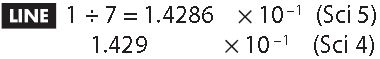 LINE 1 ÷ 7 = 1.4286 ×10⁻¹ (Sci 5)
1.429 ×10⁻¹ (Sci 4)